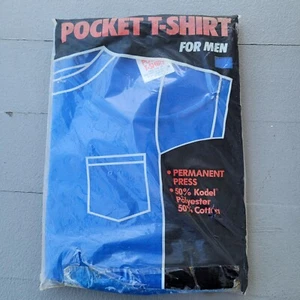 POCKET T-SHIRT
FOR MEN
• PERMANENT
PRESS
• 50% Kodel
Polyester
50% Cotton